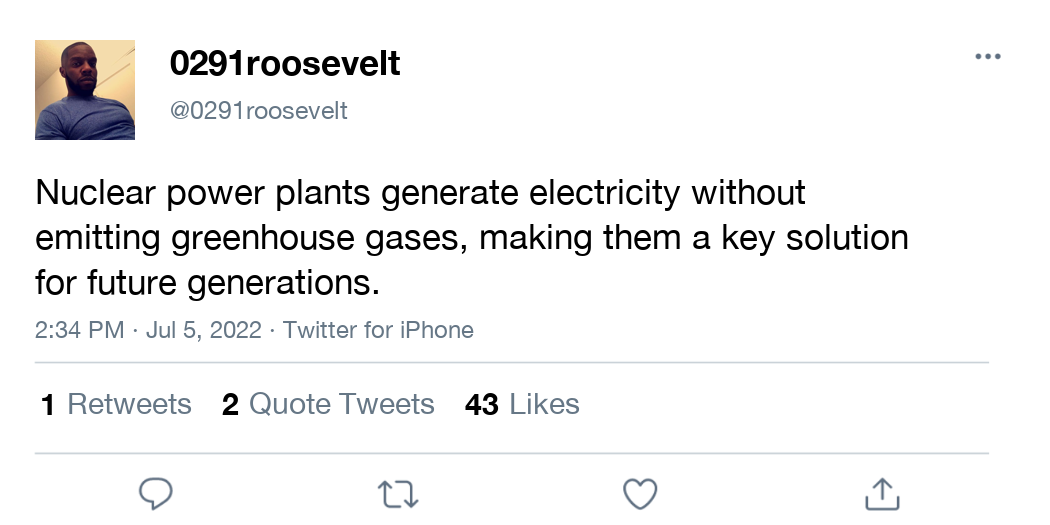 0291roosevelt
@0291roosevelt
Nuclear power plants generate electricity without
emitting greenhouse gases, making them a key solution
for future generations.
2:34 PM · Jul 5, 2022 · Twitter for iPhone
1 Retweets 2 Quote Tweets 43 Likes